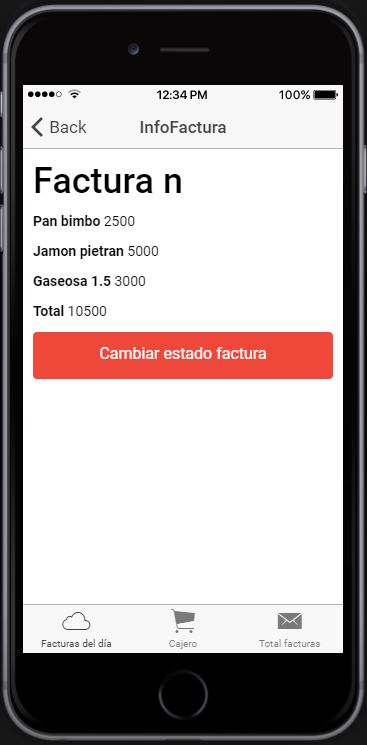 12:34 PM 100%
Back InfoFactura
Factura n
Pan bimbo 2500
Jamon pietran 5000
Gaseosa 1.5 3000
Total 10500
Cambiar estado factura
Facturas del día Cajero Total facturas